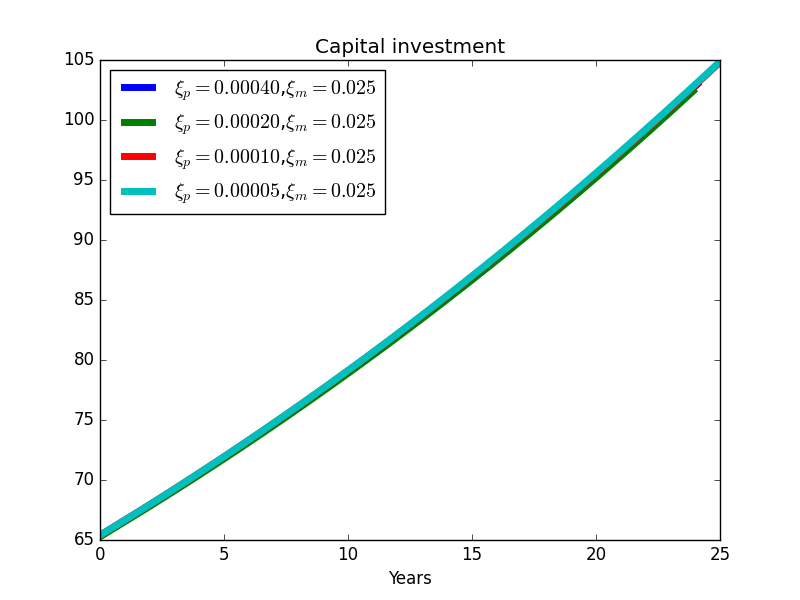 Capital investment
105
100
95
90
85
80
75
70
65
ξₚ = 0.00040,ξₘ = 0.025
ξₚ = 0.00020,ξₘ = 0.025
ξₚ = 0.00010,ξₘ = 0.025
ξₚ = 0.00005,ξₘ = 0.025
0 5 10 15 20 25
Years